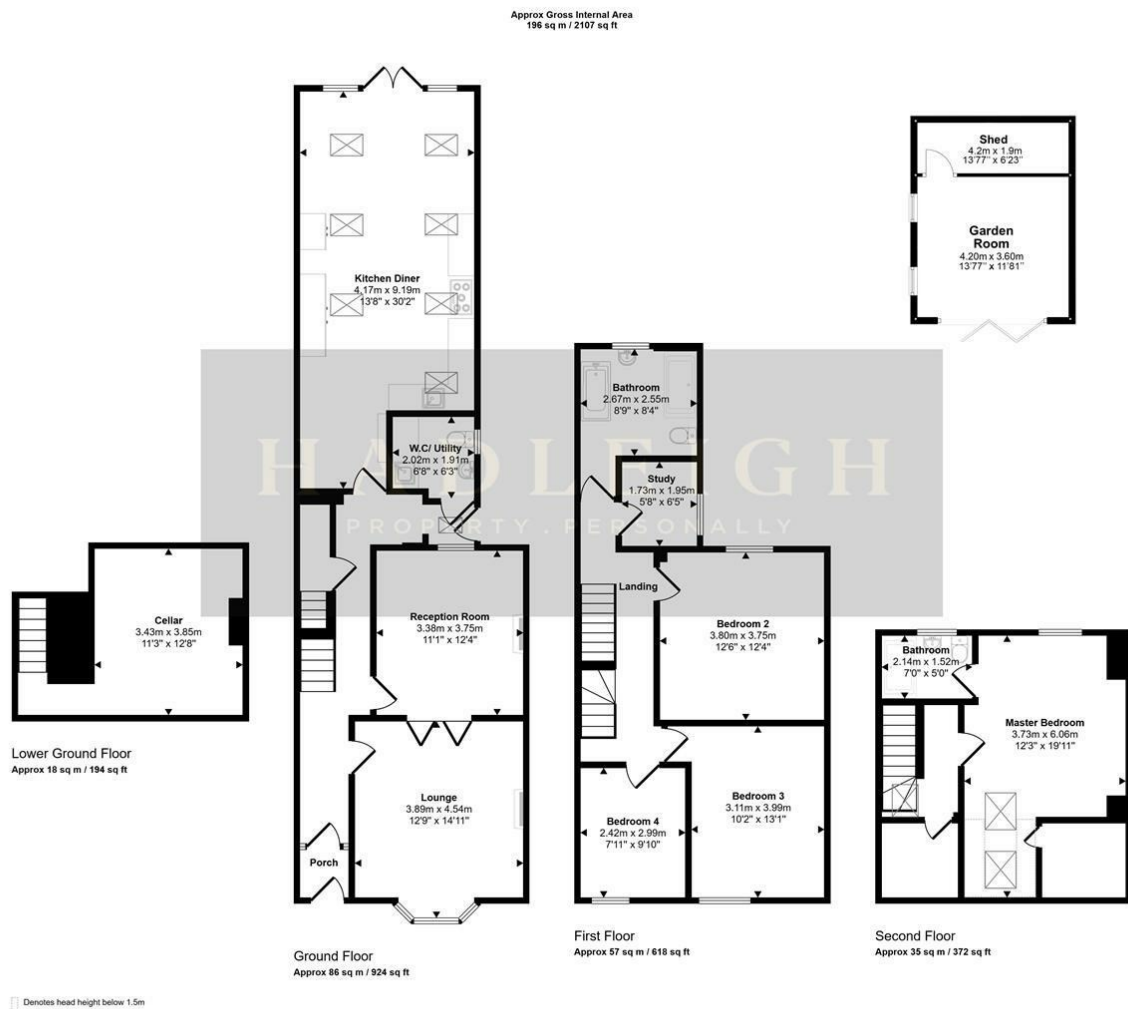 Approx Gross Internal Area
196 sq m / 2107 sq ft
Shed
4.2m x 1.9m
13'77" x 6'23"
Garden
Room
4.20m x 3.60m
13'77" x 11'81"
Kitchen Diner
4.17m x 9.19m
13'8" x 30'2"
W.C/ Utility
2.02m x 1.91m
6'8" x 6'3"
Bathroom
2.67m x 2.55m
8'9" x 8'4"
Study
1.73m x 1.95m
5'8" x 6'5"
HADLEIGH
PROPERTY . PERSONALLY
Landing
Reception Room
3.38m x 3.75m
11'1" x 12'4"
Bedroom 2
3.80m x 3.75m
12'6" x 12'4"
Cellar
3.43m x 3.85m
11'3" x 12'8"
Bathroom
2.14m x 1.52m
7'0" x 5'0"
Master Bedroom
3.73m x 6.06m
12'3" x 19'11"
Lounge
3.89m x 4.54m
12'9" x 14'11"
Bedroom 3
3.11m x 3.99m
10'2" x 13'1"
Bedroom 4
2.42m x 2.99m
7'11" x 9'10"
Porch
Lower Ground Floor
Approx 18 sq m / 194 sq ft
Ground Floor
Approx 86 sq m / 924 sq ft
First Floor
Approx 57 sq m / 618 sq ft
Second Floor
Approx 35 sq m / 372 sq ft
Denotes head height below 1.5m